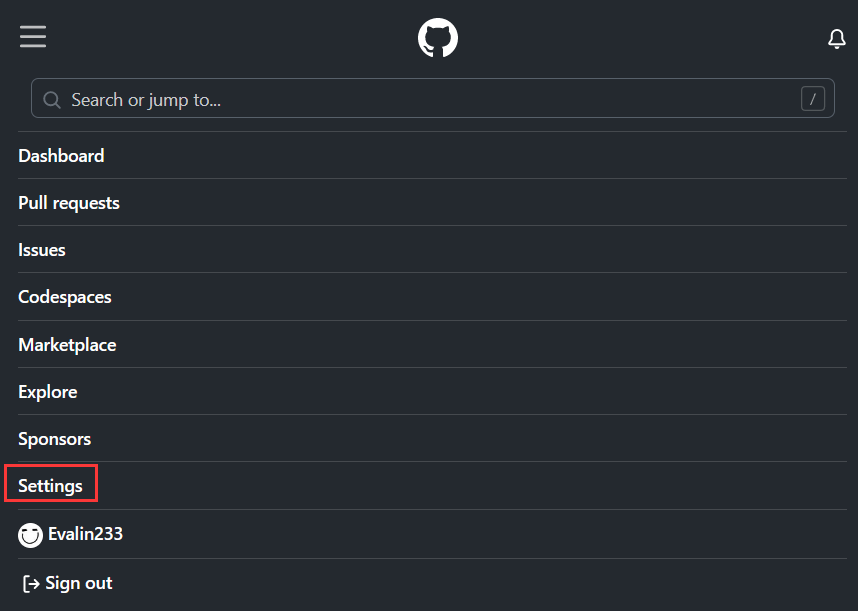 Search or jump to... /
Dashboard
Pull requests
Issues
Codespaces
Marketplace
Explore
Sponsors
Settings
Evalin233
Sign out